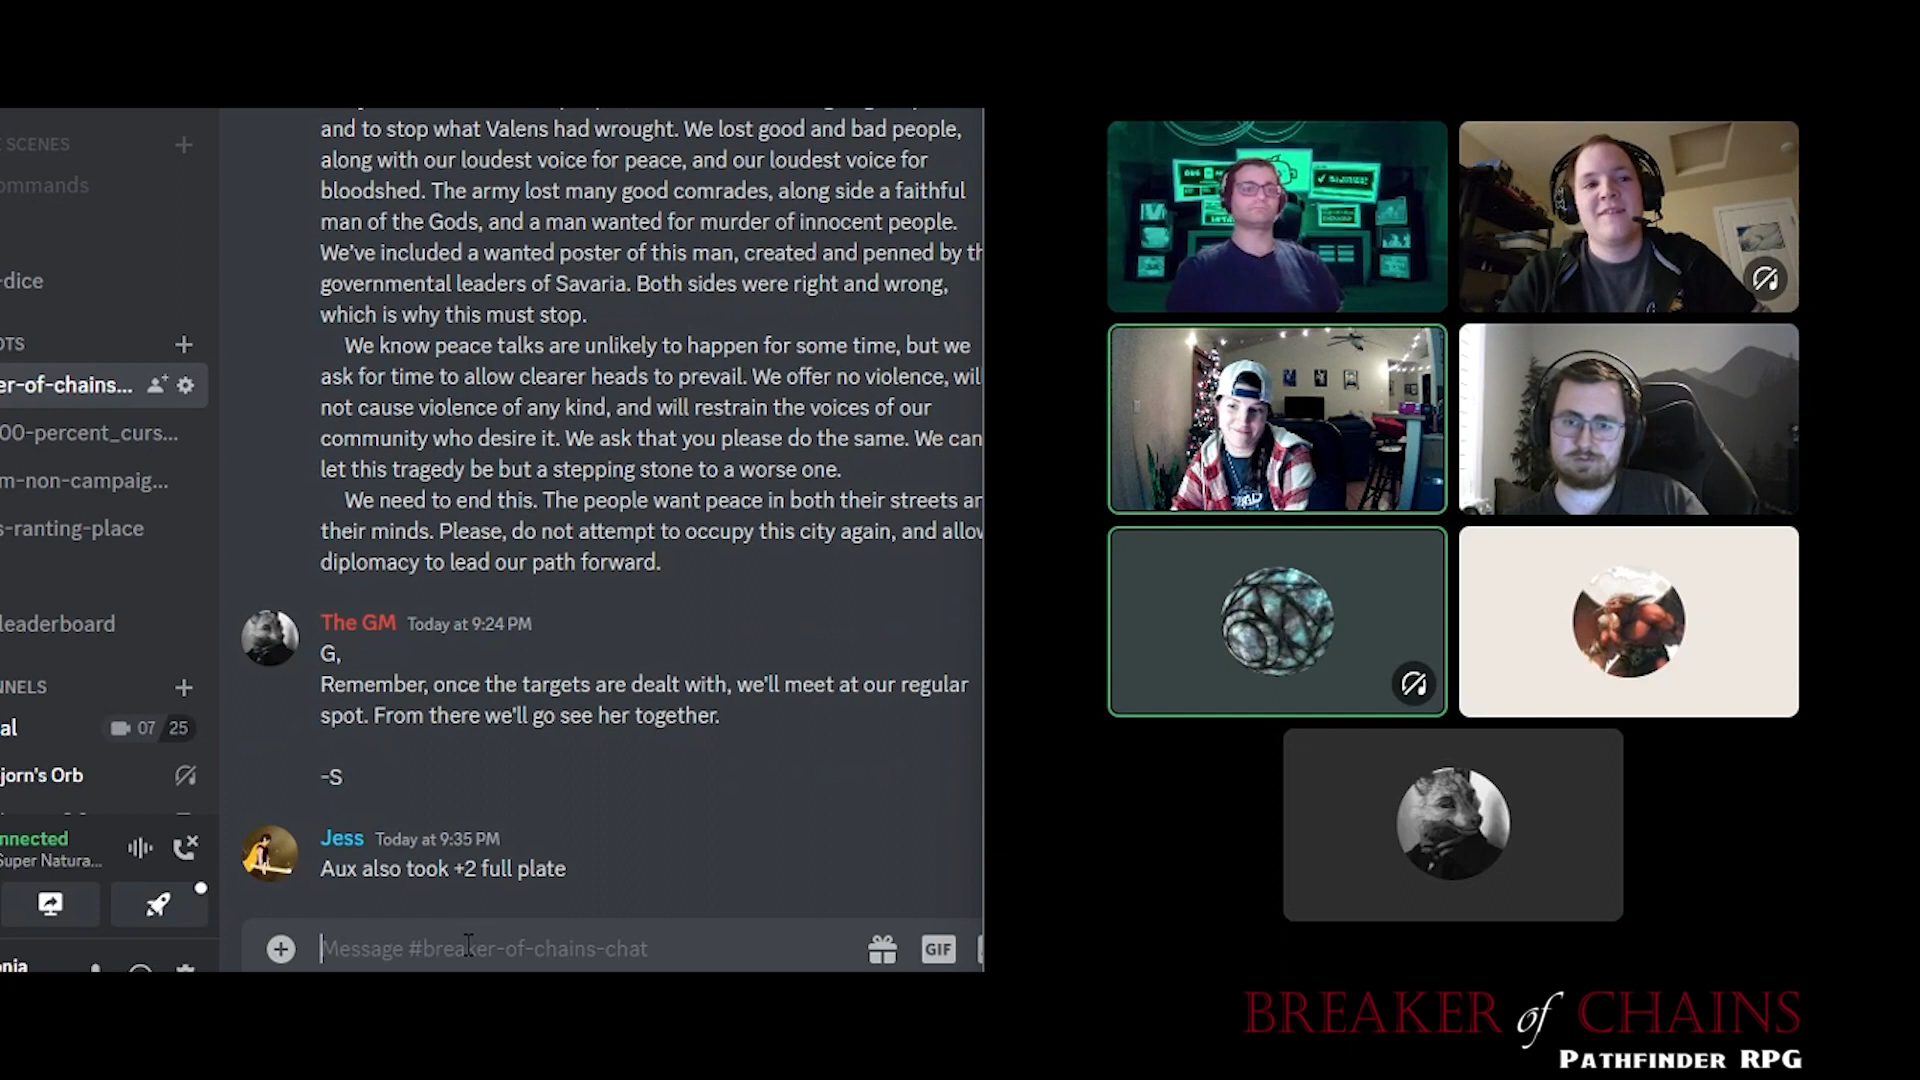 SCENES
ommands
-dice
OTS
er-of-chains...
00-percent_curs...
m-non-campaig...
s-ranting-place
leaderboard
NNELS
al
07 25
jorn's Orb
nnected
Super Natura...
onia
and to stop what Valens had wrought. We lost good and bad people,
along with our loudest voice for peace, and our loudest voice for
bloodshed. The army lost many good comrades, along side a faithful
man of the Gods, and a man wanted for murder of innocent people.
We've included a wanted poster of this man, created and penned by th
governmental leaders of Savaria. Both sides were right and wrong,
which is why this must stop.
We know peace talks are unlikely to happen for some time, but we
ask for time to allow clearer heads to prevail. We offer no violence, wil
not cause violence of any kind, and will restrain the voices of our
community who desire it. We ask that you please do the same. We can
let this tragedy be but a stepping stone to a worse one.
We need to end this. The people want peace in both their streets an
their minds. Please, do not attempt to occupy this city again, and allow
diplomacy to lead our path forward.
The GM Today at 9:24 PM
G,
Remember, once the targets are dealt with, we'll meet at our regular
spot. From there we'll go see her together.
-S
Jess Today at 9:35 PM
Aux also took +2 full plate
Message #breaker-of-chains-chat
GIF
BREAKER of CHAINS
PATHFINDER RPG